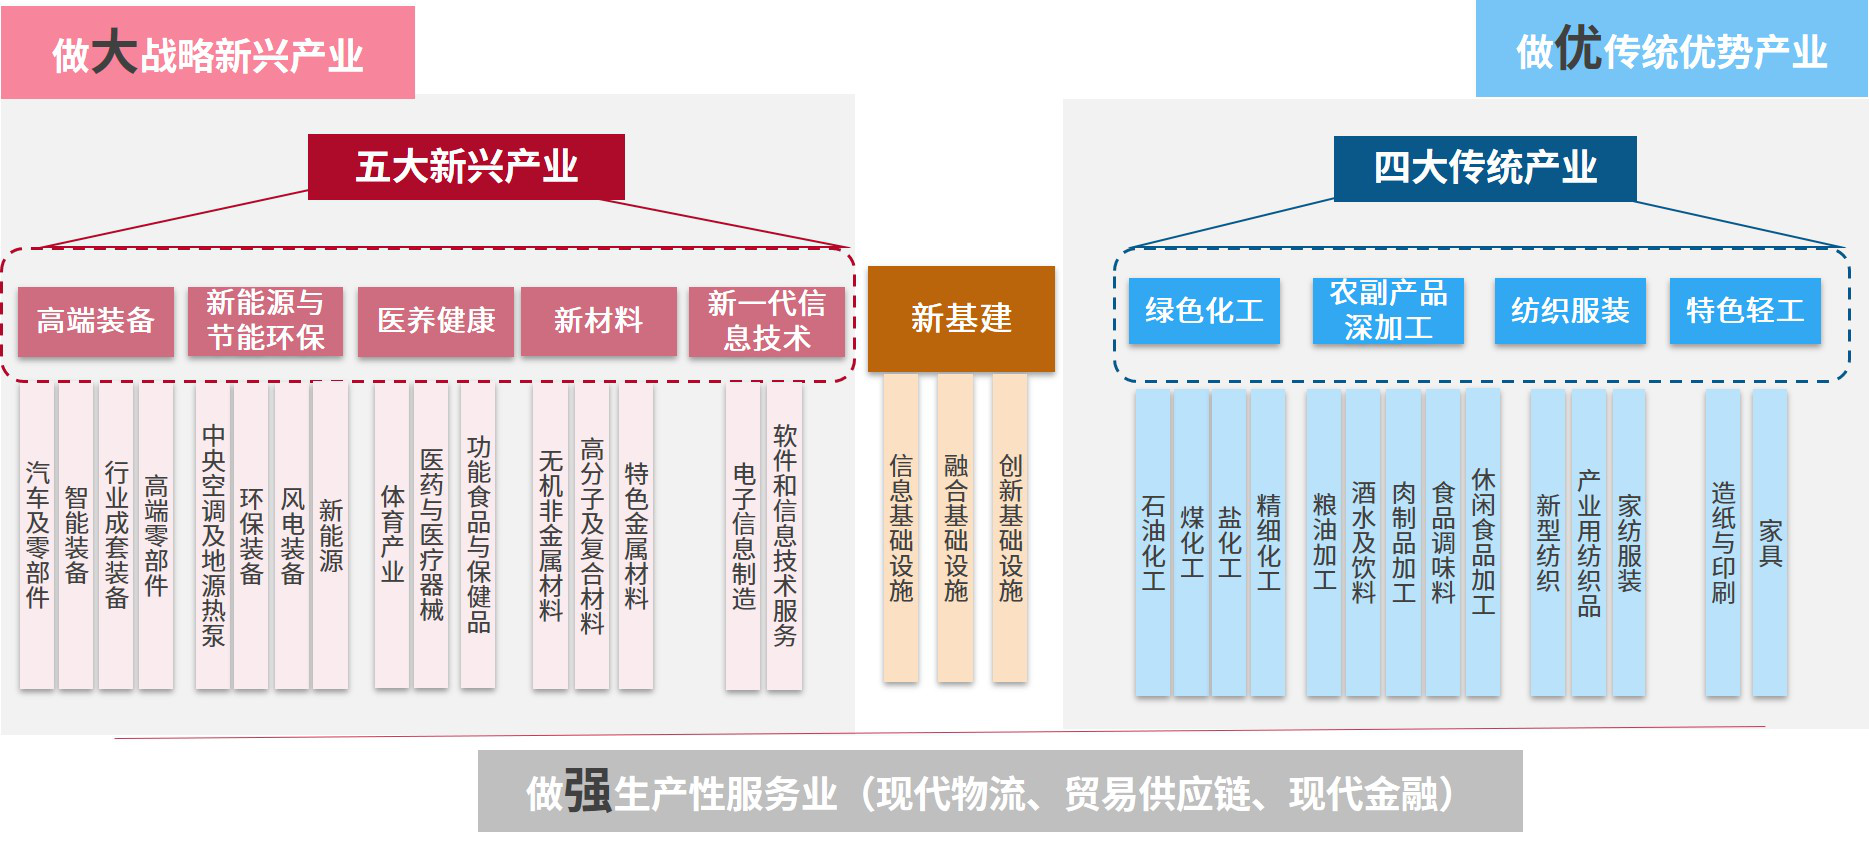 做大战略新兴产业
做优传统优势产业
五大新兴产业
四大传统产业
高端装备
新能源与
节能环保
医养健康
新材料
新一代信
息技术
新基建
绿色化工
农副产品
深加工
纺织服装
特色轻工
汽车及零部件
智能装备
行业成套装备
高端零部件
中央空调及地源热泵
环保装备
风电装备
新能源
体育产业
医药与医疗器械
功能食品与保健品
无机非金属材料
高分子及复合材料
特色金属材料
电子信息制造
软件和信息技术服务
信息基础设施
融合基础设施
创新基础设施
石油化工
煤化工
盐化工
精细化工
粮油加工
酒水及饮料
肉制品加工
食品调味料
休闲食品加工
新型纺织
产业用纺织品
家纺服装
造纸与印刷
家具
做强生产性服务业（现代物流、贸易供应链、现代金融）